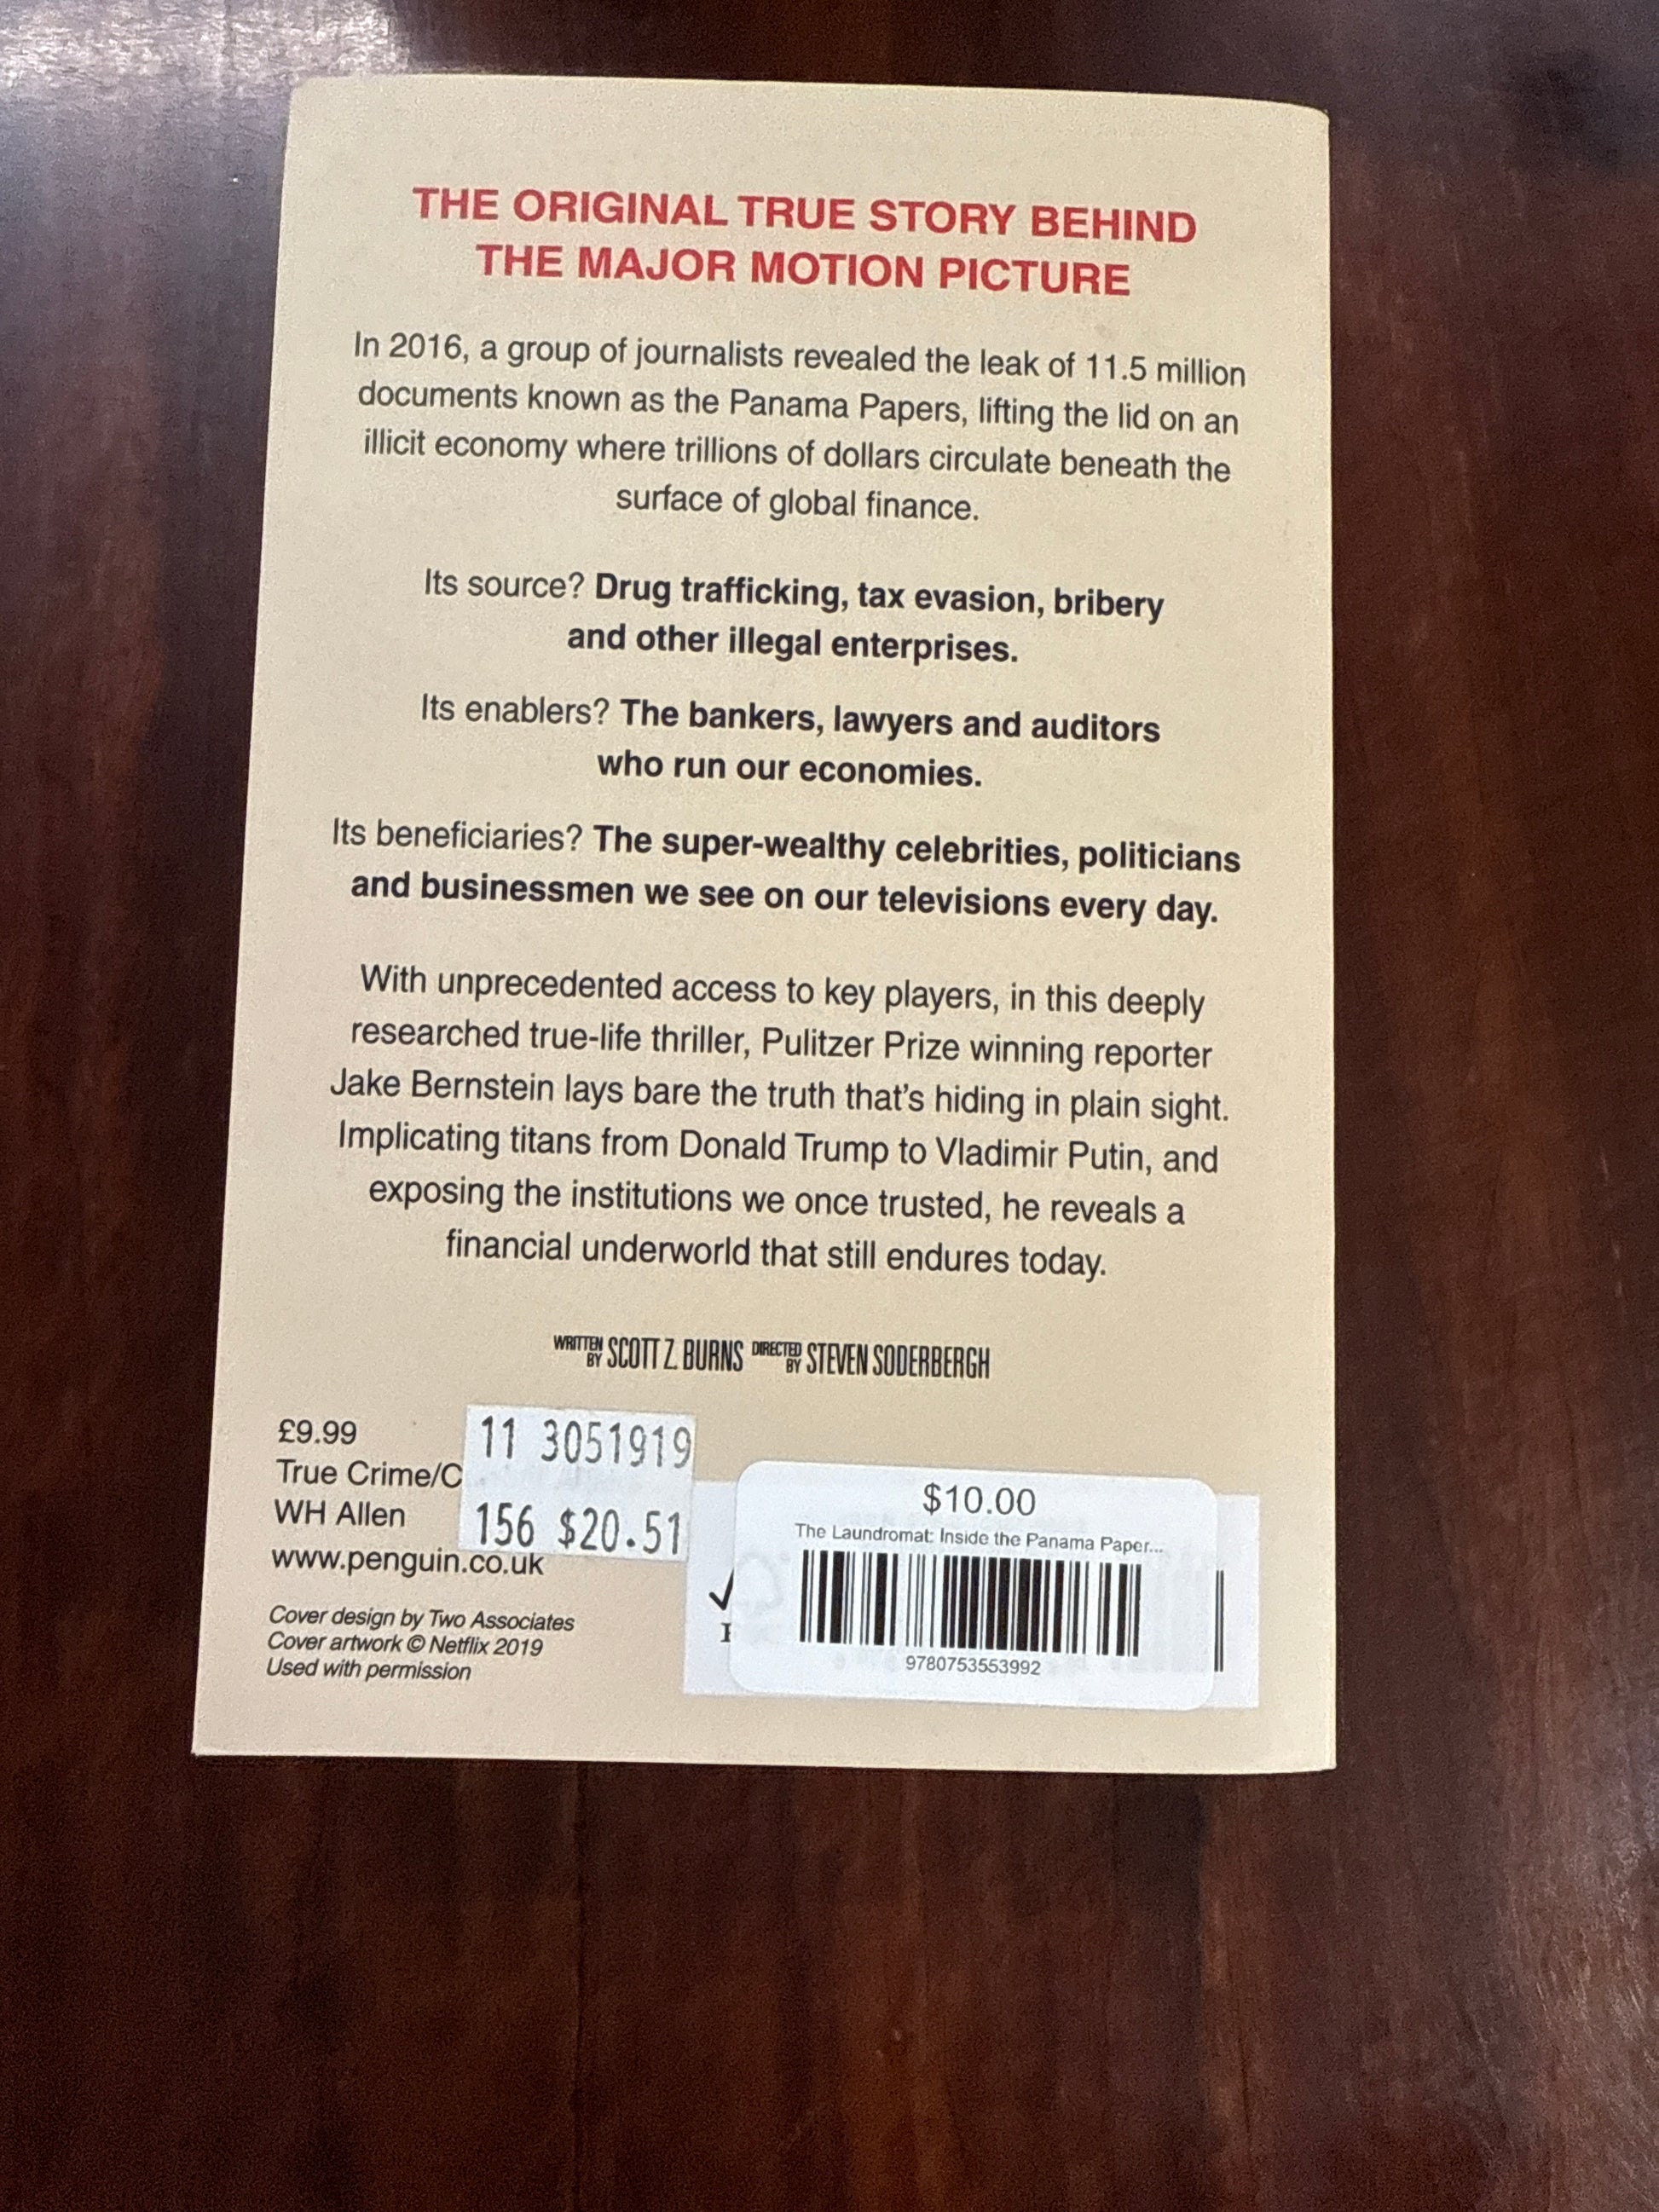 THE ORIGINAL TRUE STORY BEHIND
THE MAJOR MOTION PICTURE
In 2016, a group of journalists revealed the leak of 11.5 million
documents known as the Panama Papers, lifting the lid on an
illicit economy where trillions of dollars circulate beneath the
surface of global finance.
Its source? Drug trafficking, tax evasion, bribery
and other illegal enterprises.
Its enablers? The bankers, lawyers and auditors
who run our economies.
Its beneficiaries? The super-wealthy celebrities, politicians
and businessmen we see on our televisions every day.
With unprecedented access to key players, in this deeply
researched true-life thriller, Pulitzer Prize winning reporter
Jake Bernstein lays bare the truth that's hiding in plain sight.
Implicating titans from Donald Trump to Vladimir Putin, and
exposing the institutions we once trusted, he reveals a
financial underworld that still endures today.
WRITTEN BY SCOTT Z. BURNS DIRECTED BY STEVEN SODERBERGH
£9.99
True Crime/C
WH Allen
www.penguin.co.uk
11 3051919
156 $20.51
Cover design by Two Associates
Cover artwork © Netflix 2019
Used with permission
$10.00
The Laundromat: Inside the Panama Paper...
9780753553992